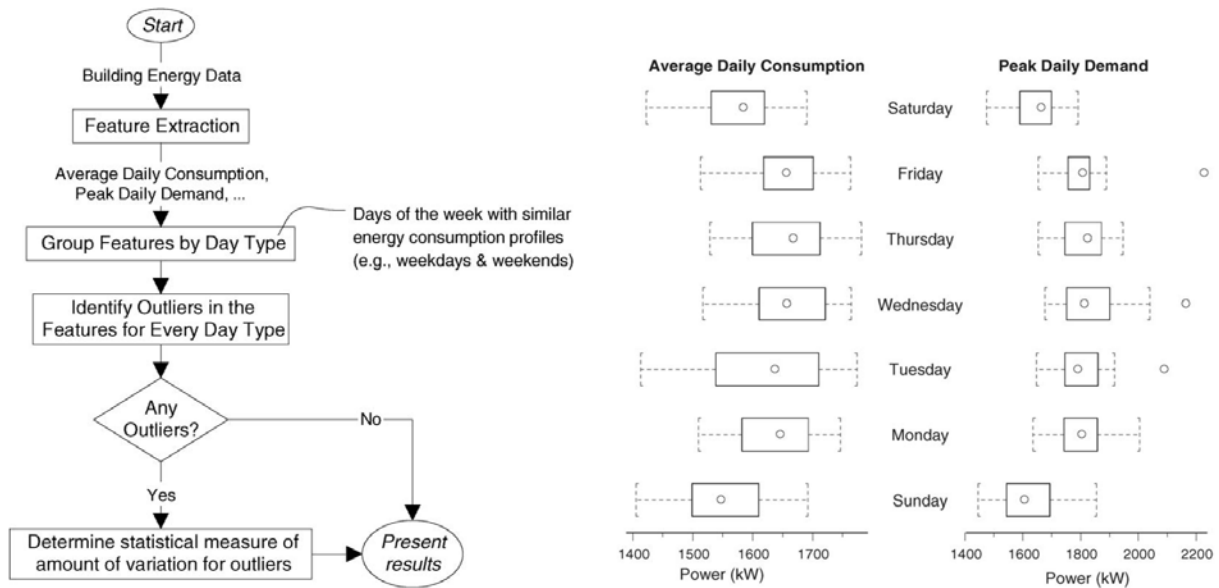 Start
Building Energy Data
Feature Extraction
Average Daily Consumption,
Peak Daily Demand, ...
Group Features by Day Type
Days of the week with similar
energy consumption profiles
(e.g., weekdays & weekends)
Identify Outliers in the
Features for Every Day Type
Any
Outliers?
No
Yes
Determine statistical measure of
amount of variation for outliers
Present
results
Average Daily Consumption
Peak Daily Demand
Saturday
Friday
Thursday
Wednesday
Tuesday
Monday
Sunday
1400 1500 1600 1700
Power (kW)
1400 1600 1800 2000 2200
Power (kW)